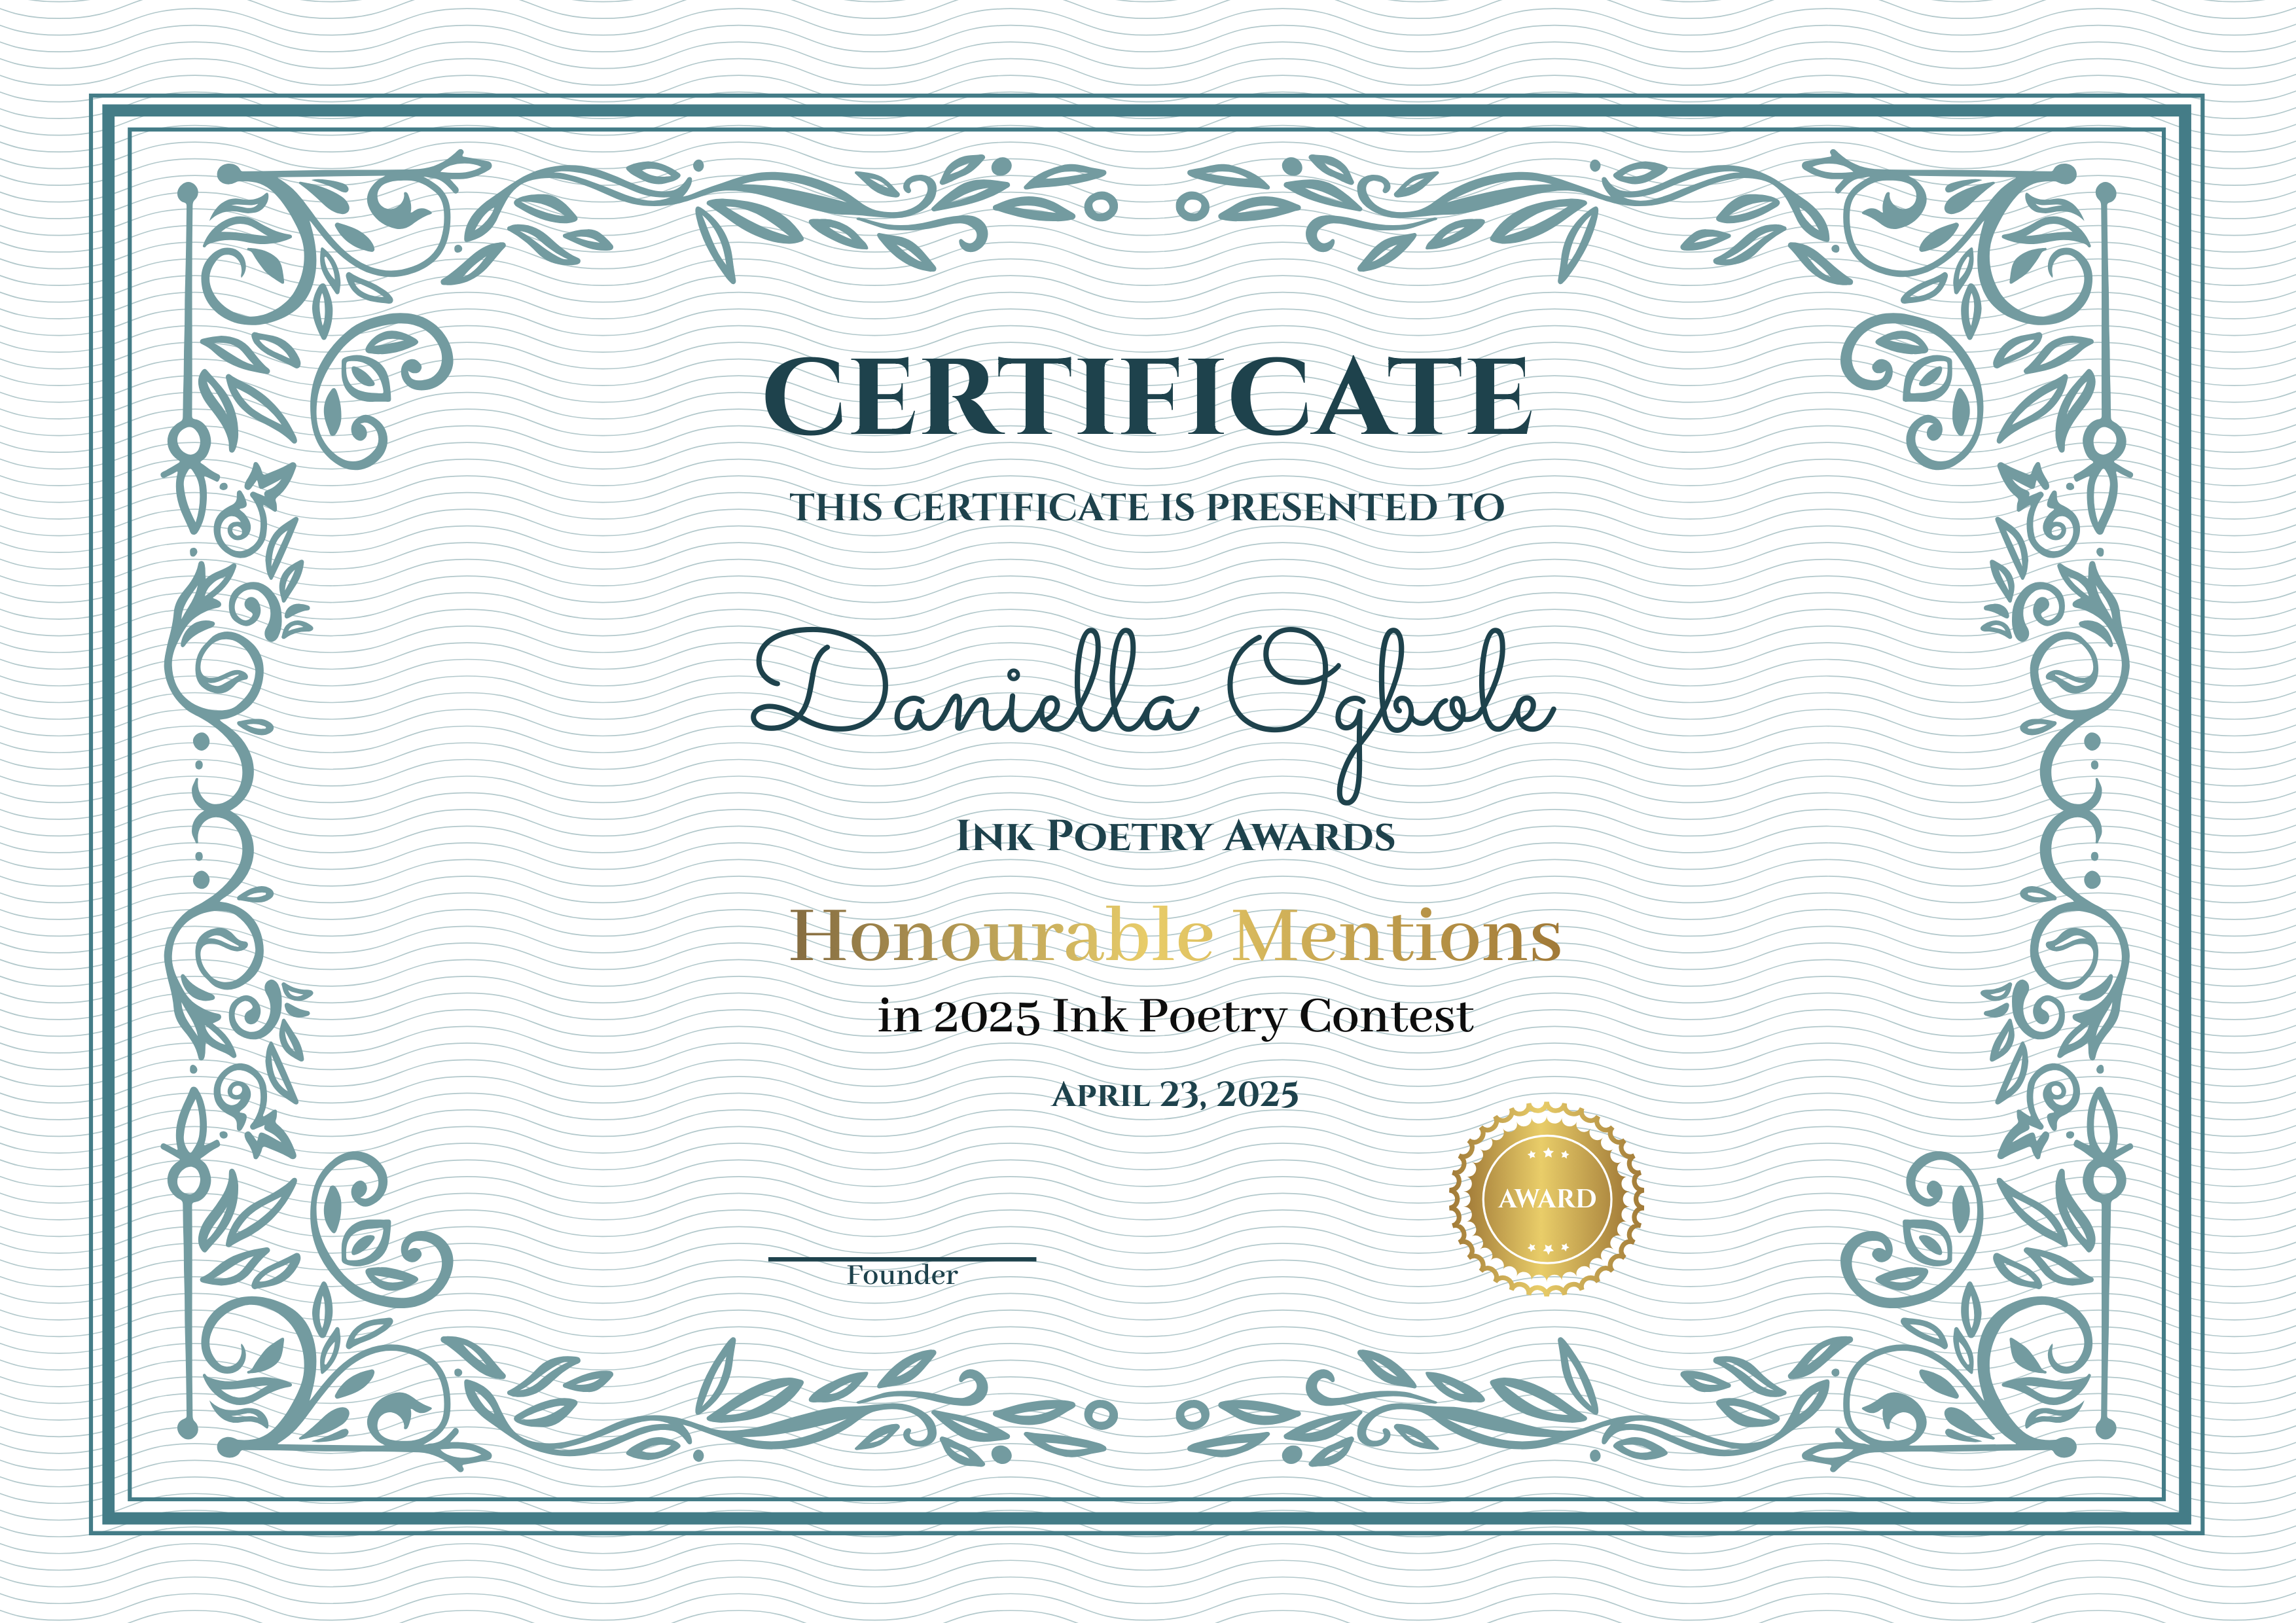 CERTIFICATE
THIS CERTIFICATE IS PRESENTED TO
Daniella Ogbole
Ink Poetry Awards
Honourable Mentions
in 2025 Ink Poetry Contest
April 23, 2025
AWARD
Founder